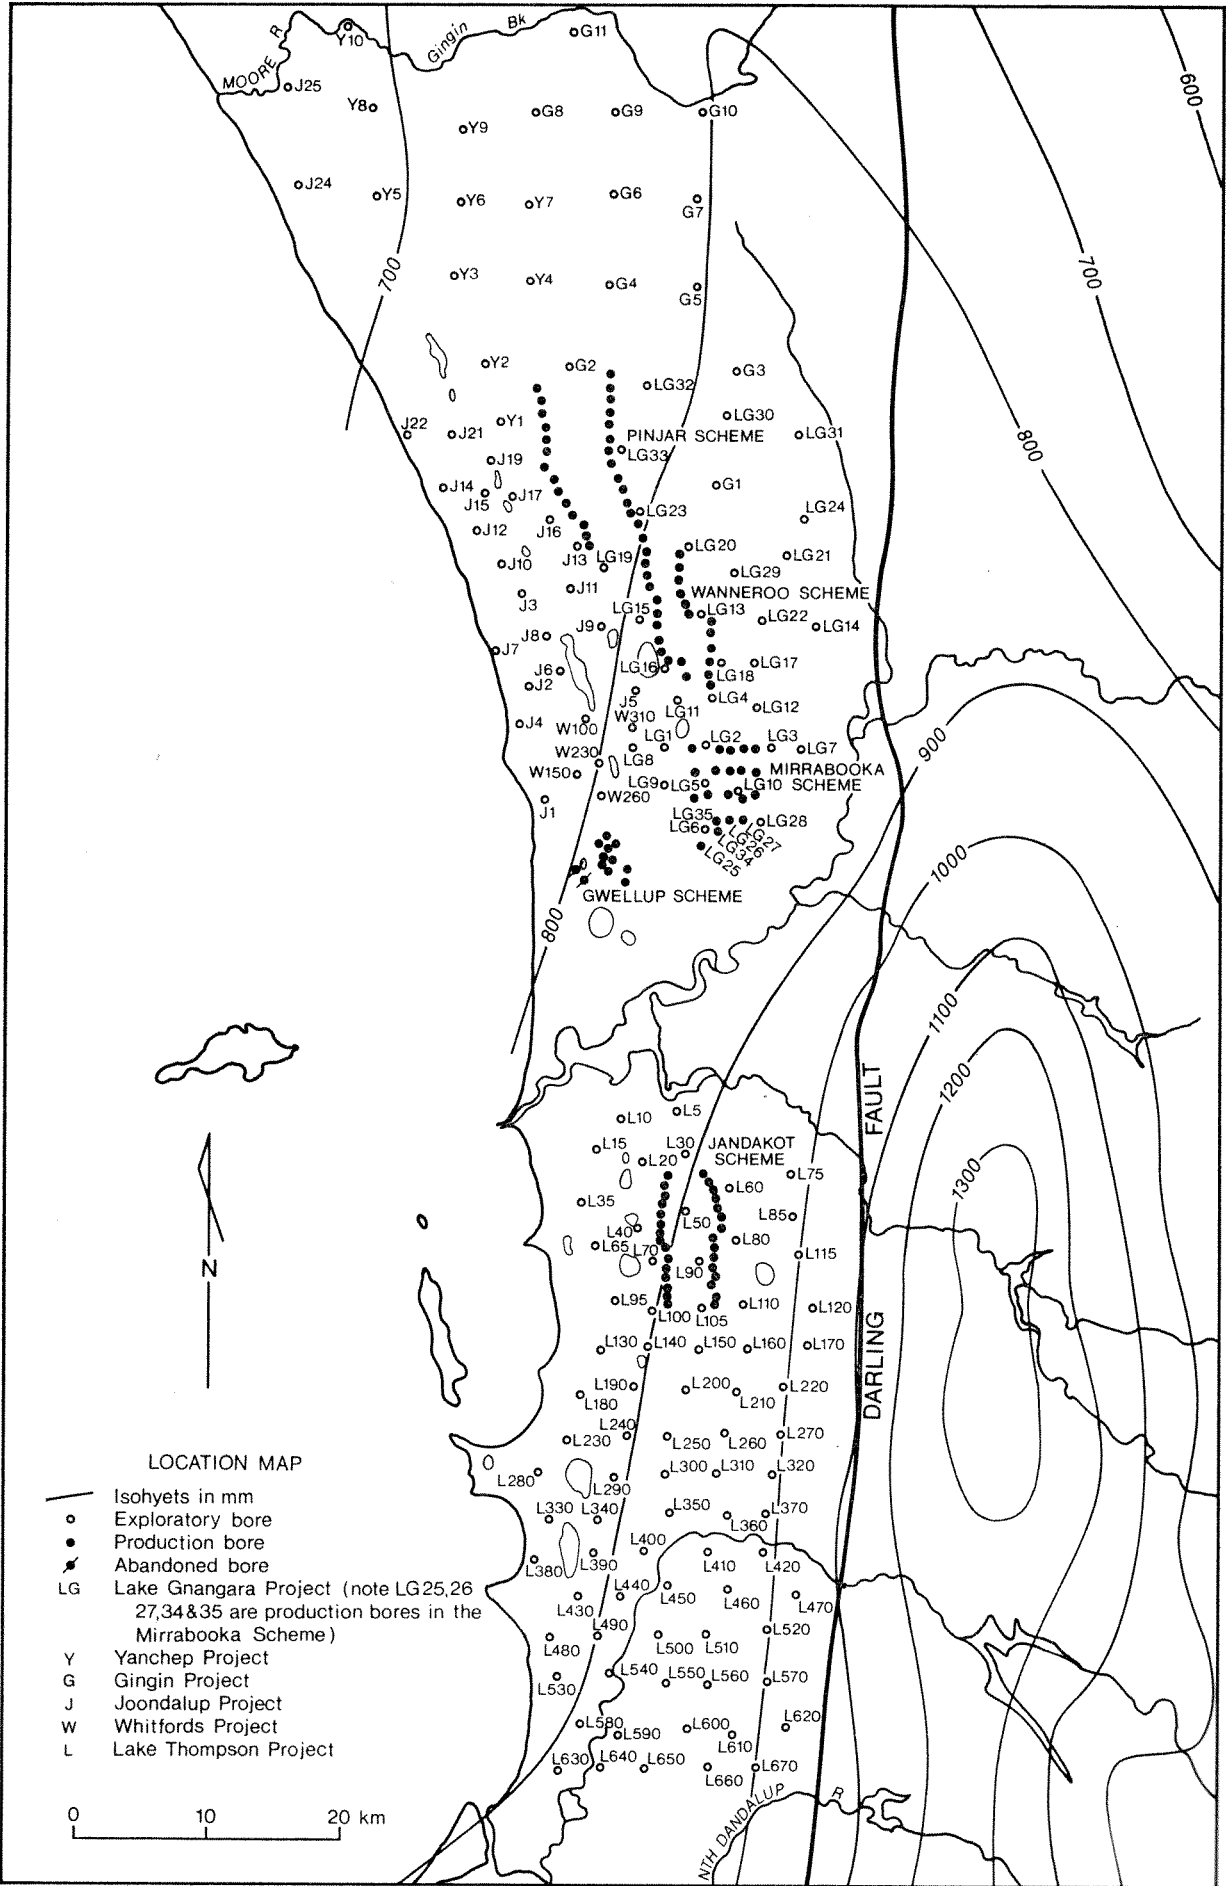 Y10
MOORE R
Gingin Bk
G11
J25
Y8
Y9
G8
G9
G10
600
J24
Y5
Y6
Y7
G6
G7
700
Y3
Y4
G4
G5
700
Y2
G2
LG32
G3
LG30
J22
J21
Y1
PINJAR SCHEME
LG31
800
J19
LG33
J14
J15
J17
G1
LG23
LG24
J12
J16
J13
LG19
LG20
LG21
J10
LG29
J11
J3
WANNEROO SCHEME
LG15
LG13
LG22
LG14
J9
J8
J7
J6
LG16
LG18
LG17
J2
J5
LG4
LG11
LG12
J4
W100
W310
LG1
LG2
LG3
LG7
900
W230
LG8
W150
MIRRABOOKA
SCHEME
LG9
LG5
LG10
J1
W260
LG35
LG6
LG28
LG27
LG26
LG34
LG25
1000
GWELLUP SCHEME
800
1100
1200
FAULT
L10
L5
L15
L30
JANDAKOT
SCHEME
L20
L75
L60
1300
L35
L50
L85
L40
L65
L70
L80
L115
L90
N
L95
L100
L105
L110
L120
L130
L140
L150
L160
L170
DARLING
L190
L180
L200
L210
L220
L240
L230
L250
L260
L270
L280
L290
L300
L310
L320
L330
L340
L350
L360
L370
L400
L380
L390
L410
L420
L440
L430
L450
L460
L470
L490
L480
L500
L510
L520
L540
L530
L550
L560
L570
L580
L590
L600
L610
L620
L630
L640
L650
L660
L670
NTH DANDALUP R
LOCATION MAP
Isohyets in mm
Exploratory bore
Production bore
Abandoned bore
LG Lake Gnangara Project (note LG25,26
27,34&35 are production bores in the
Mirrabooka Scheme)
Y Yanchep Project
G Gingin Project
J Joondalup Project
W Whitfords Project
L Lake Thompson Project
0 10 20 km